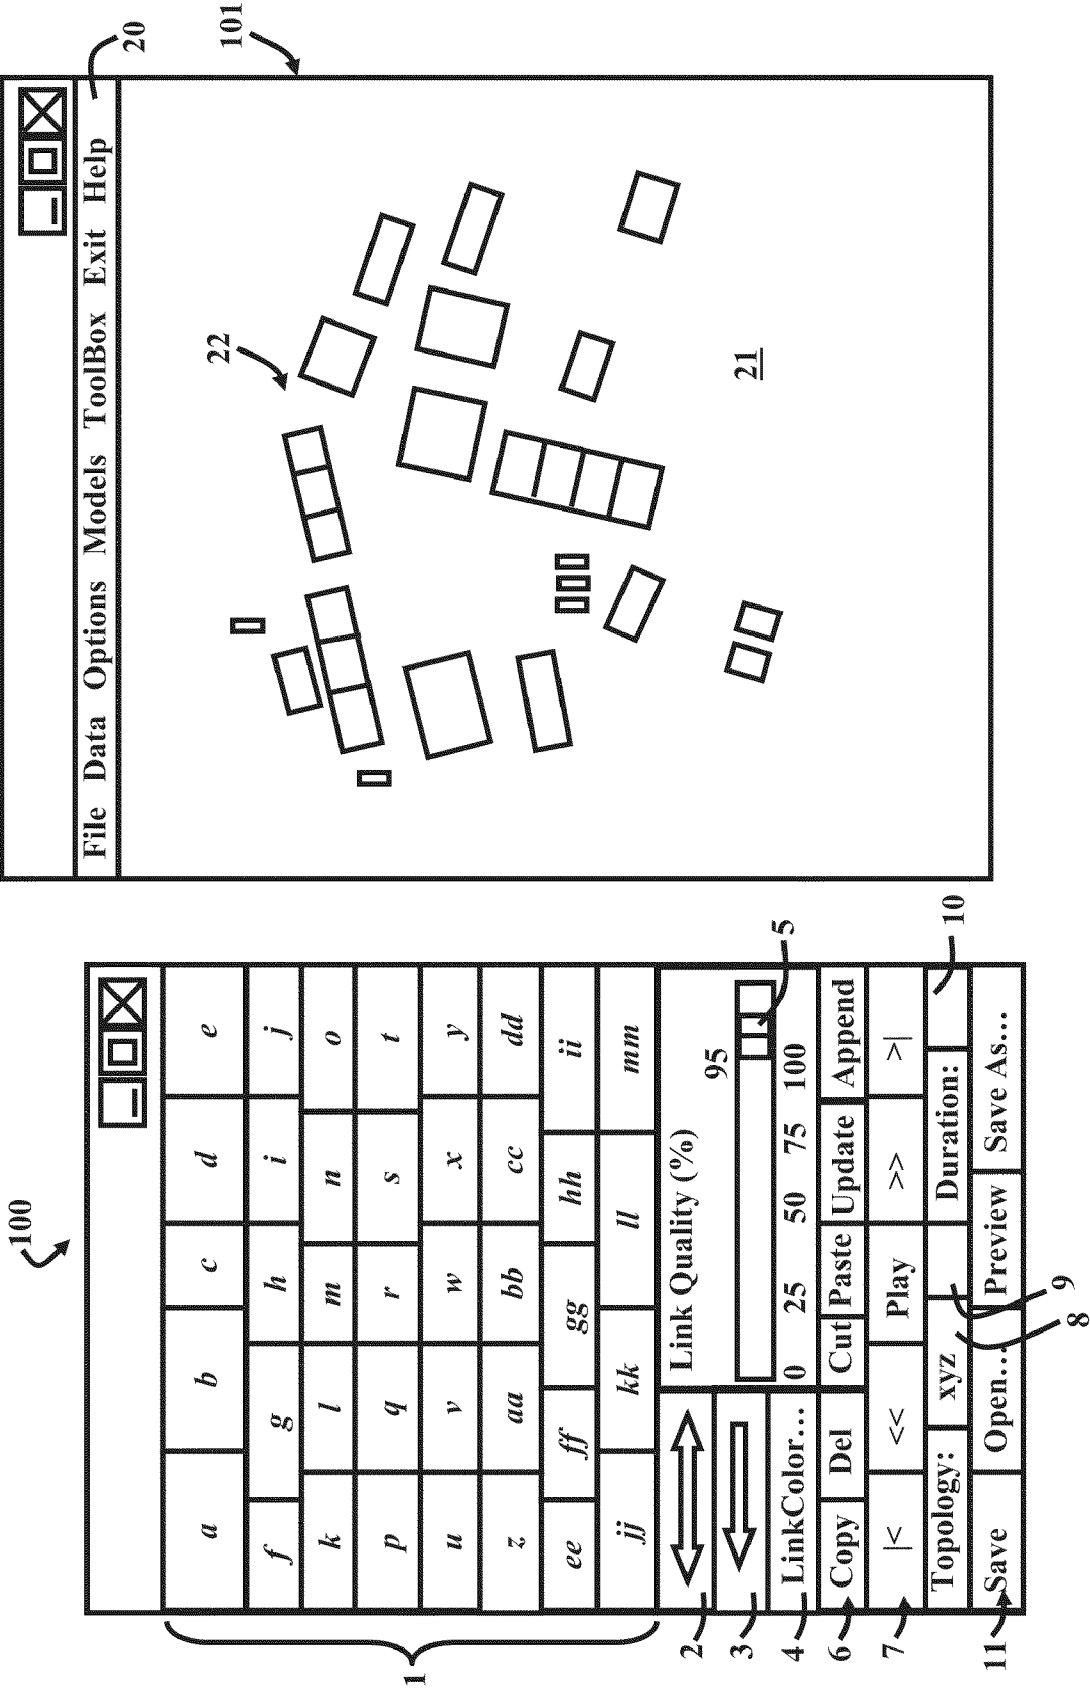 100
a b c d e
f g h i j
k l m n o
p q r s t
u v w x y
z aa bb cc dd
ee ff gg hh ii
jj kk ll mm
1
2
3
Link Quality (%)
95
5
4
LinkColor...
0 25 50 75 100
6
Copy Del Cut Paste Update Append
7
|< << Play >> >|
Topology: xyz Duration:
10
11
Save Open... Preview Save As...
8
9
101
20
File Data Options Models ToolBox Exit Help
22
21